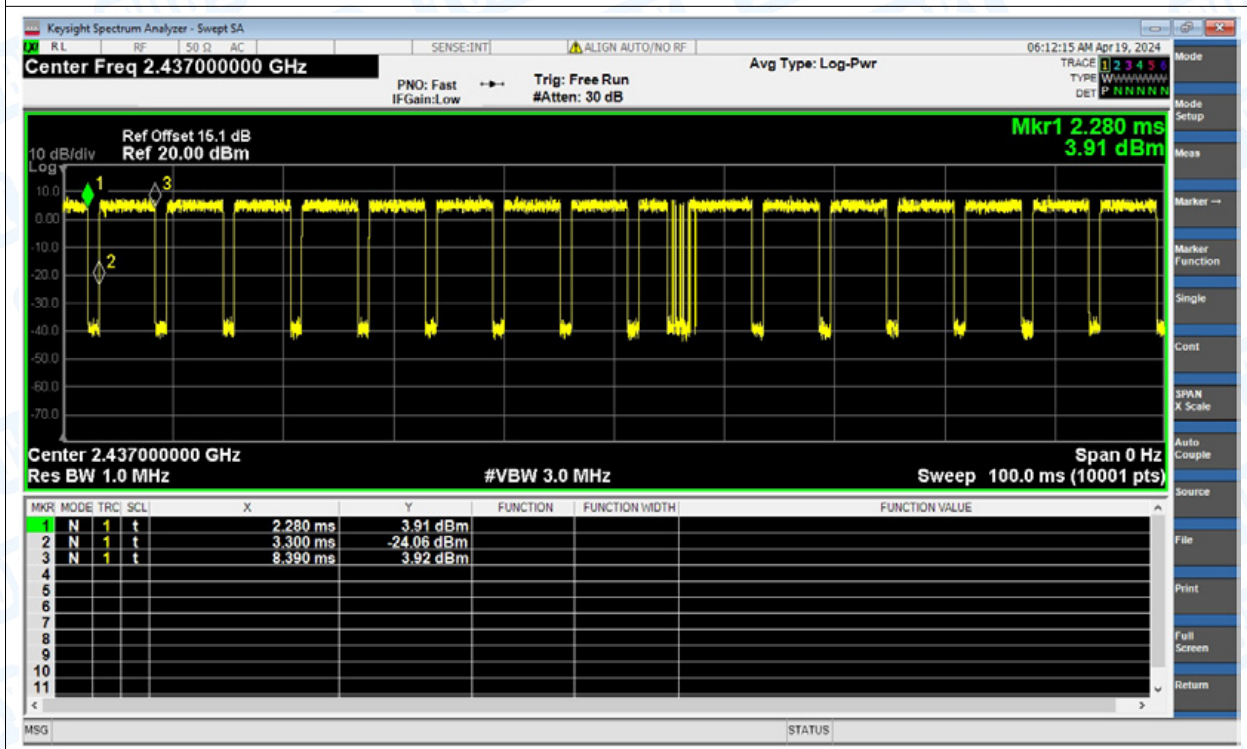 Keysight Spectrum Analyzer - Swept SA
RL RF 50 Ω AC SENSE:INT ALIGN AUTO/NO RF 06:12:15 AM Apr 19, 2024
Center Freq 2.437000000 GHz
PNO: Fast
IFGain:Low
Trig: Free Run
#Atten: 30 dB
Avg Type: Log-Pwr
TRACE 1 2 3 4 5 6
TYPE WWWWWW
DET P N N N N N
Ref Offset 15.1 dB
Ref 20.00 dBm
10 dB/div
Log
Mkr1 2.280 ms
3.91 dBm
10.0
0.00
-10.0
-20.0
-30.0
-40.0
-50.0
-60.0
-70.0
1
2
3
Center 2.437000000 GHz
Res BW 1.0 MHz
#VBW 3.0 MHz
Span 0 Hz
Sweep 100.0 ms (10001 pts)
MKR MODE TRC SCL X Y FUNCTION FUNCTION WIDTH FUNCTION VALUE
1 N 1 t 2.280 ms 3.91 dBm
2 N 1 t 3.300 ms -24.06 dBm
3 N 1 t 8.390 ms 3.92 dBm
4
5
6
7
8
9
10
11
MSG STATUS
Mode
Mode Setup
Meas
Marker →
Marker Function
Single
Cont
SPAN X Scale
Auto Couple
Source
File
Print
Full Screen
Return